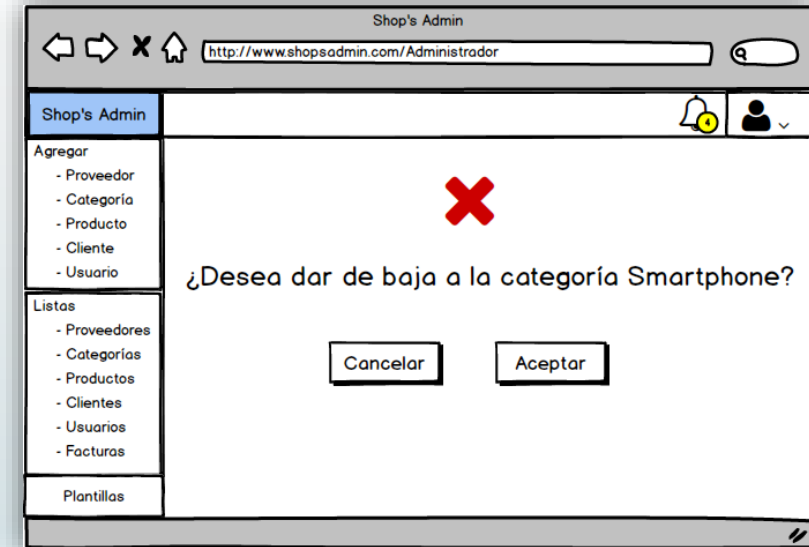 Shop's Admin
http://www.shopsadmin.com/Administrador
Shop's Admin
4
Agregar
- Proveedor
- Categoría
- Producto
- Cliente
- Usuario
¿Desea dar de baja a la categoría Smartphone?
Cancelar
Aceptar
Listas
- Proveedores
- Categorías
- Productos
- Clientes
- Usuarios
- Facturas
Plantillas